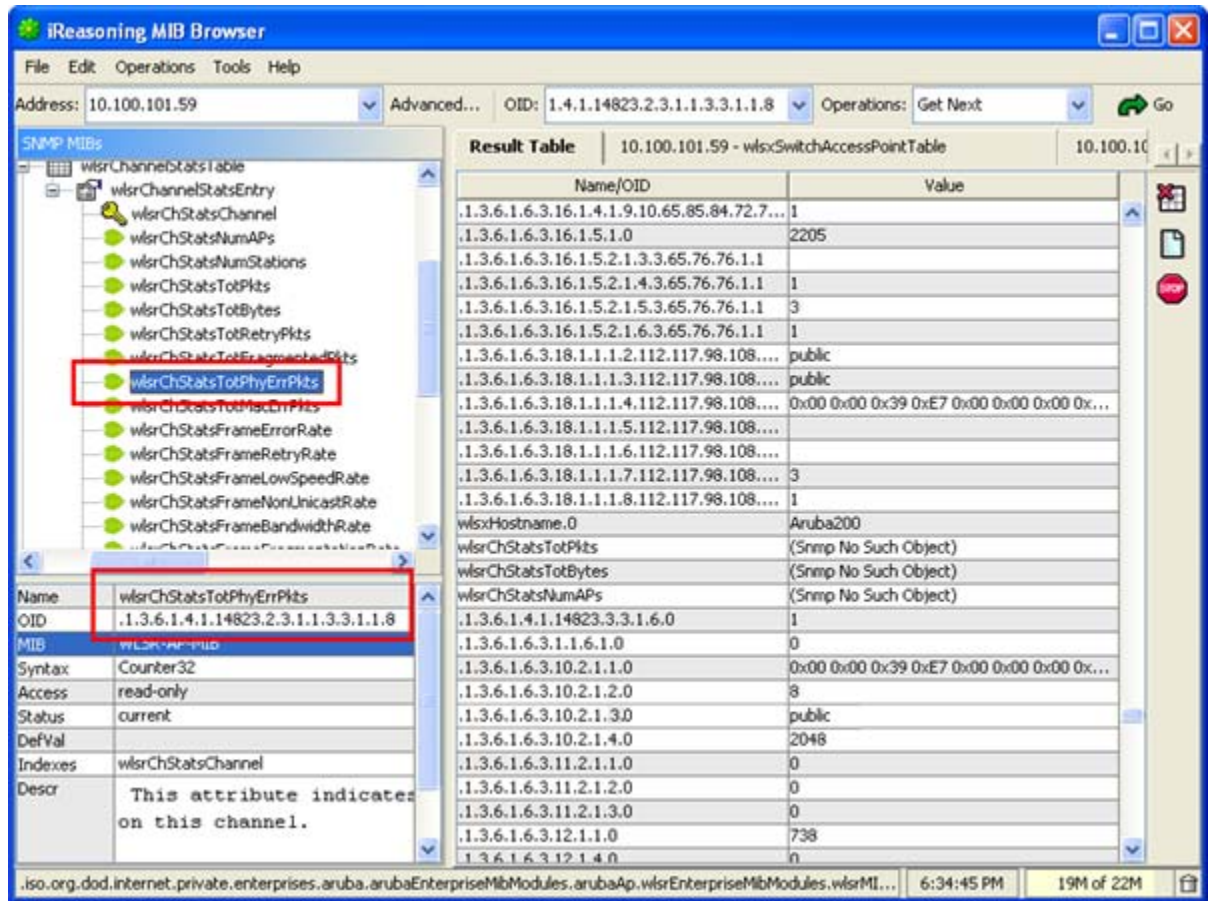 iReasoning MIB Browser
File Edit Operations Tools Help
Address: 10.100.101.59 Advanced... OID: 1.4.1.14823.2.3.1.1.3.3.1.1.8 Operations: Get Next Go
SNMP MIBs
wlsrChannelStatsTable
wlsrChannelStatsEntry
wlsrChStatsChannel
wlsrChStatsNumAPs
wlsrChStatsNumStations
wlsrChStatsTotPkts
wlsrChStatsTotBytes
wlsrChStatsTotRetryPkts
wlsrChStatsTotFragmentedPkts
wlsrChStatsTotPhyErrPkts
wlsrChStatsTotMacErrPkts
wlsrChStatsFrameErrorRate
wlsrChStatsFrameRetryRate
wlsrChStatsFrameLowSpeedRate
wlsrChStatsFrameNonUnicastRate
wlsrChStatsFrameBandwidthRate
wlsrChStatsFrameFragmentationRate
Name wlsrChStatsTotPhyErrPkts
OID .1.3.6.1.4.1.14823.2.3.1.1.3.3.1.1.8
MIB WLSR-AP-MIB
Syntax Counter32
Access read-only
Status current
DefVal
Indexes wlsrChStatsChannel
Descr This attribute indicates
on this channel.
Result Table 10.100.101.59 - wlsxSwitchAccessPointTable 10.100.10
Name/OID Value
.1.3.6.1.6.3.16.1.4.1.9.10.65.85.84.72.7... 1
.1.3.6.1.6.3.16.1.5.1.0 2205
.1.3.6.1.6.3.16.1.5.2.1.3.3.65.76.76.1.1
.1.3.6.1.6.3.16.1.5.2.1.4.3.65.76.76.1.1 1
.1.3.6.1.6.3.16.1.5.2.1.5.3.65.76.76.1.1 3
.1.3.6.1.6.3.16.1.5.2.1.6.3.65.76.76.1.1 1
.1.3.6.1.6.3.18.1.1.1.2.112.117.98.108.... public
.1.3.6.1.6.3.18.1.1.1.3.112.117.98.108.... public
.1.3.6.1.6.3.18.1.1.1.4.112.117.98.108.... 0x00 0x00 0x39 0xE7 0x00 0x00 0x00 0x...
.1.3.6.1.6.3.18.1.1.1.5.112.117.98.108....
.1.3.6.1.6.3.18.1.1.1.6.112.117.98.108....
.1.3.6.1.6.3.18.1.1.1.7.112.117.98.108.... 3
.1.3.6.1.6.3.18.1.1.1.8.112.117.98.108.... 1
wlsxHostname.0 Aruba200
wlsrChStatsTotPkts (Snmp No Such Object)
wlsrChStatsTotBytes (Snmp No Such Object)
wlsrChStatsNumAPs (Snmp No Such Object)
.1.3.6.1.4.1.14823.3.3.1.6.0 1
.1.3.6.1.6.3.1.1.6.1.0 0
.1.3.6.1.6.3.10.2.1.1.0 0x00 0x00 0x39 0xE7 0x00 0x00 0x00 0x...
.1.3.6.1.6.3.10.2.1.2.0 8
.1.3.6.1.6.3.10.2.1.3.0 public
.1.3.6.1.6.3.10.2.1.4.0 2048
.1.3.6.1.6.3.11.2.1.1.0 0
.1.3.6.1.6.3.11.2.1.2.0 0
.1.3.6.1.6.3.11.2.1.3.0 0
.1.3.6.1.6.3.12.1.1.0 738
.1.3.6.1.6.3.12.1.4.0 0
STOP
.iso.org.dod.internet.private.enterprises.aruba.arubaEnterpriseMibModules.arubaAp.wlsrEnterpriseMibModules.wlsrMI... 6:34:45 PM 19M of 22M